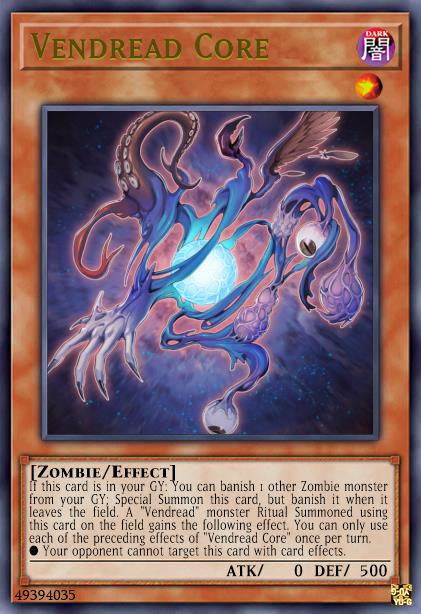 Vendread Core
DARK
闇
[Zombie/Effect]
If this card is in your GY: You can banish 1 other Zombie monster
from your GY; Special Summon this card, but banish it when it
leaves the field. A "Vendread" monster Ritual Summoned using
this card on the field gains the following effect. You can only use
each of the preceding effects of "Vendread Core" once per turn.
● Your opponent cannot target this card with card effects.
ATK/ 0 DEF/ 500
49394035